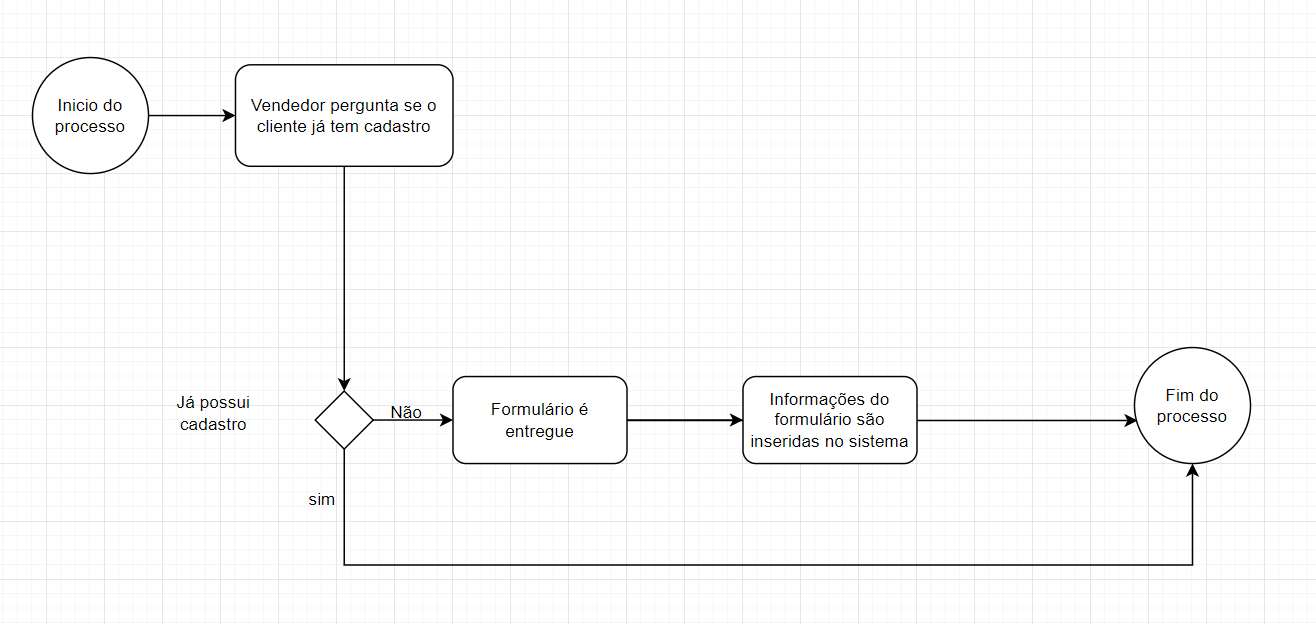 Inicio do
processo
Vendedor pergunta se o
cliente já tem cadastro
Já possui
cadastro
Não
Formulário é
entregue
Informações do
formulário são
inseridas no sistema
Fim do
processo
sim